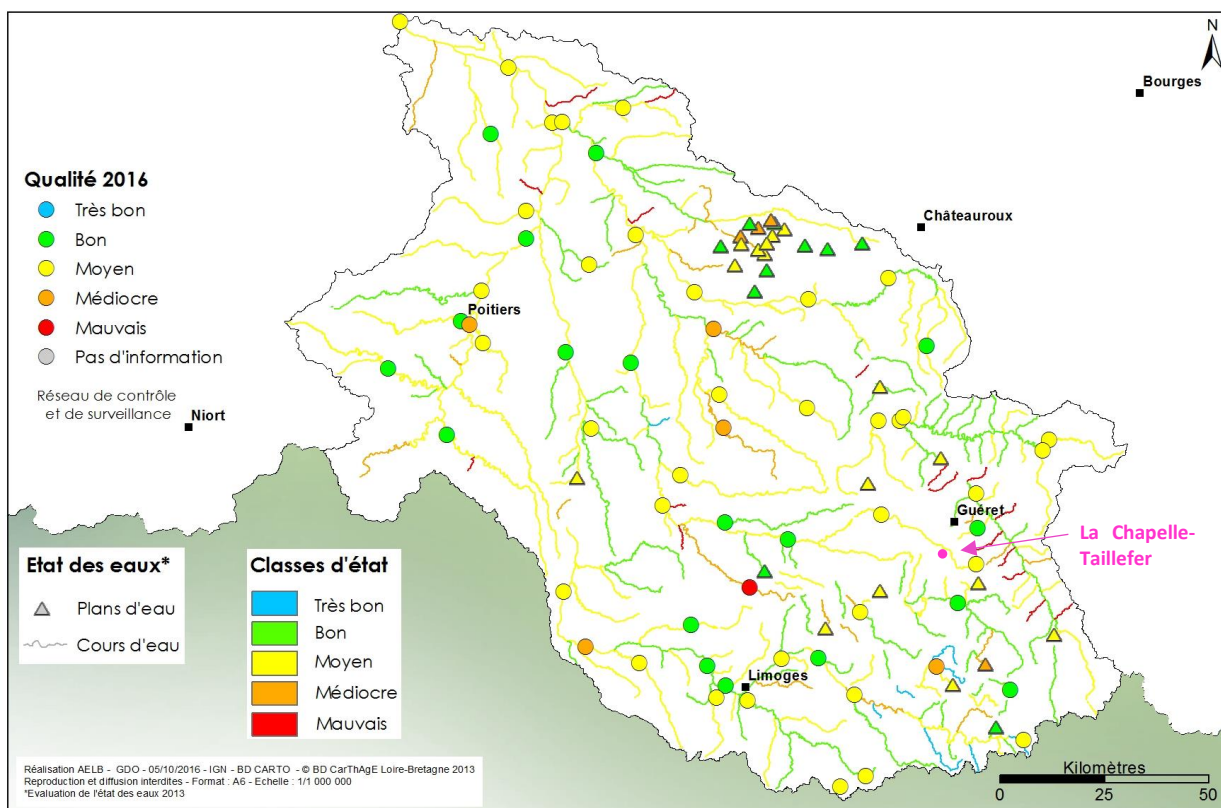 N
Bourges
Châteauroux
Qualité 2016
Très bon
Bon
Moyen
Médiocre
Mauvais
Pas d'information
Réseau de contrôle
et de surveillance
Niort
Poitiers
Guéret
La Chapelle-
Taillefer
Limoges
Etat des eaux*
Plans d'eau
Cours d'eau
Classes d'état
Très bon
Bon
Moyen
Médiocre
Mauvais
Kilomètres
0 25 50
Réalisation AELB - GDO - 05/10/2016 - IGN - BD CARTO - © BD CarThAgE Loire-Bretagne 2013
Reproduction et diffusion interdites - Format : A6 - Echelle : 1/1 000 000
*Evaluation de l'état des eaux 2013